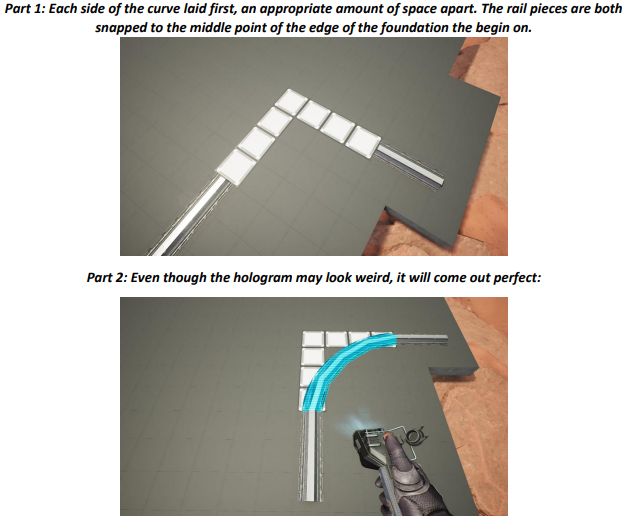 Part 1: Each side of the curve laid first, an appropriate amount of space apart. The rail pieces are both
snapped to the middle point of the edge of the foundation the begin on.
Part 2: Even though the hologram may look weird, it will come out perfect: